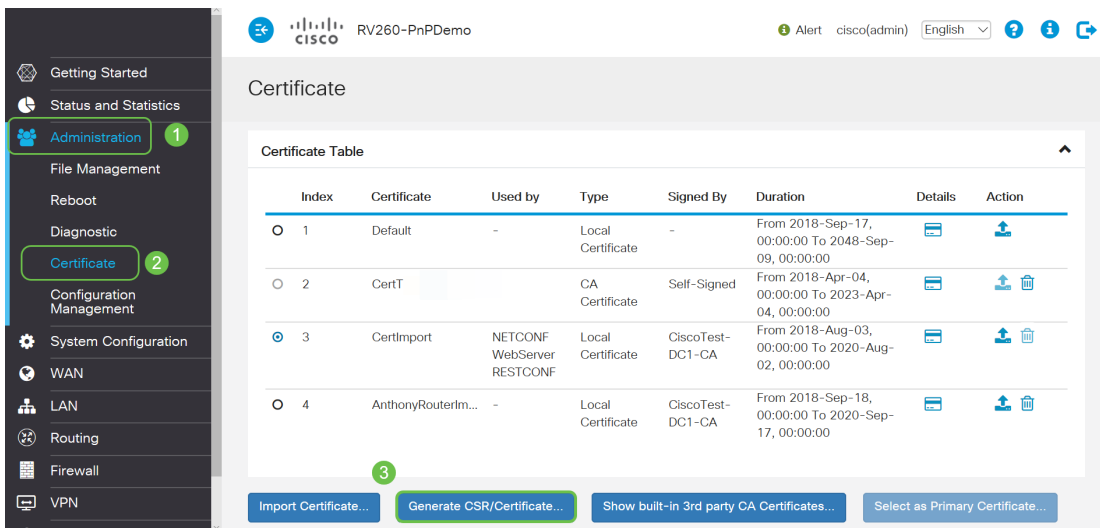 CISCO
RV260-PnPDemo
Alert
cisco(admin)
English
Getting Started
Status and Statistics
Administration
1
File Management
Reboot
Diagnostic
Certificate
2
Configuration
Management
System Configuration
WAN
LAN
Routing
Firewall
VPN
Certificate
Certificate Table
Index Certificate Used by Type Signed By Duration Details Action
1 Default - Local - From 2018-Sep-17,
Certificate 00:00:00 To 2048-Sep-
09, 00:00:00
2 CertT CA Self-Signed From 2018-Apr-04,
Certificate 00:00:00 To 2023-Apr-
04, 00:00:00
3 CertImport NETCONF Local CiscoTest- From 2018-Aug-03,
WebServer Certificate DC1-CA 00:00:00 To 2020-Aug-
RESTCONF 02, 00:00:00
4 AnthonyRouterIm... - Local CiscoTest- From 2018-Sep-18,
Certificate DC1-CA 00:00:00 To 2020-Sep-
17, 00:00:00
3
Import Certificate...
Generate CSR/Certificate...
Show built-in 3rd party CA Certificates...
Select as Primary Certificate...